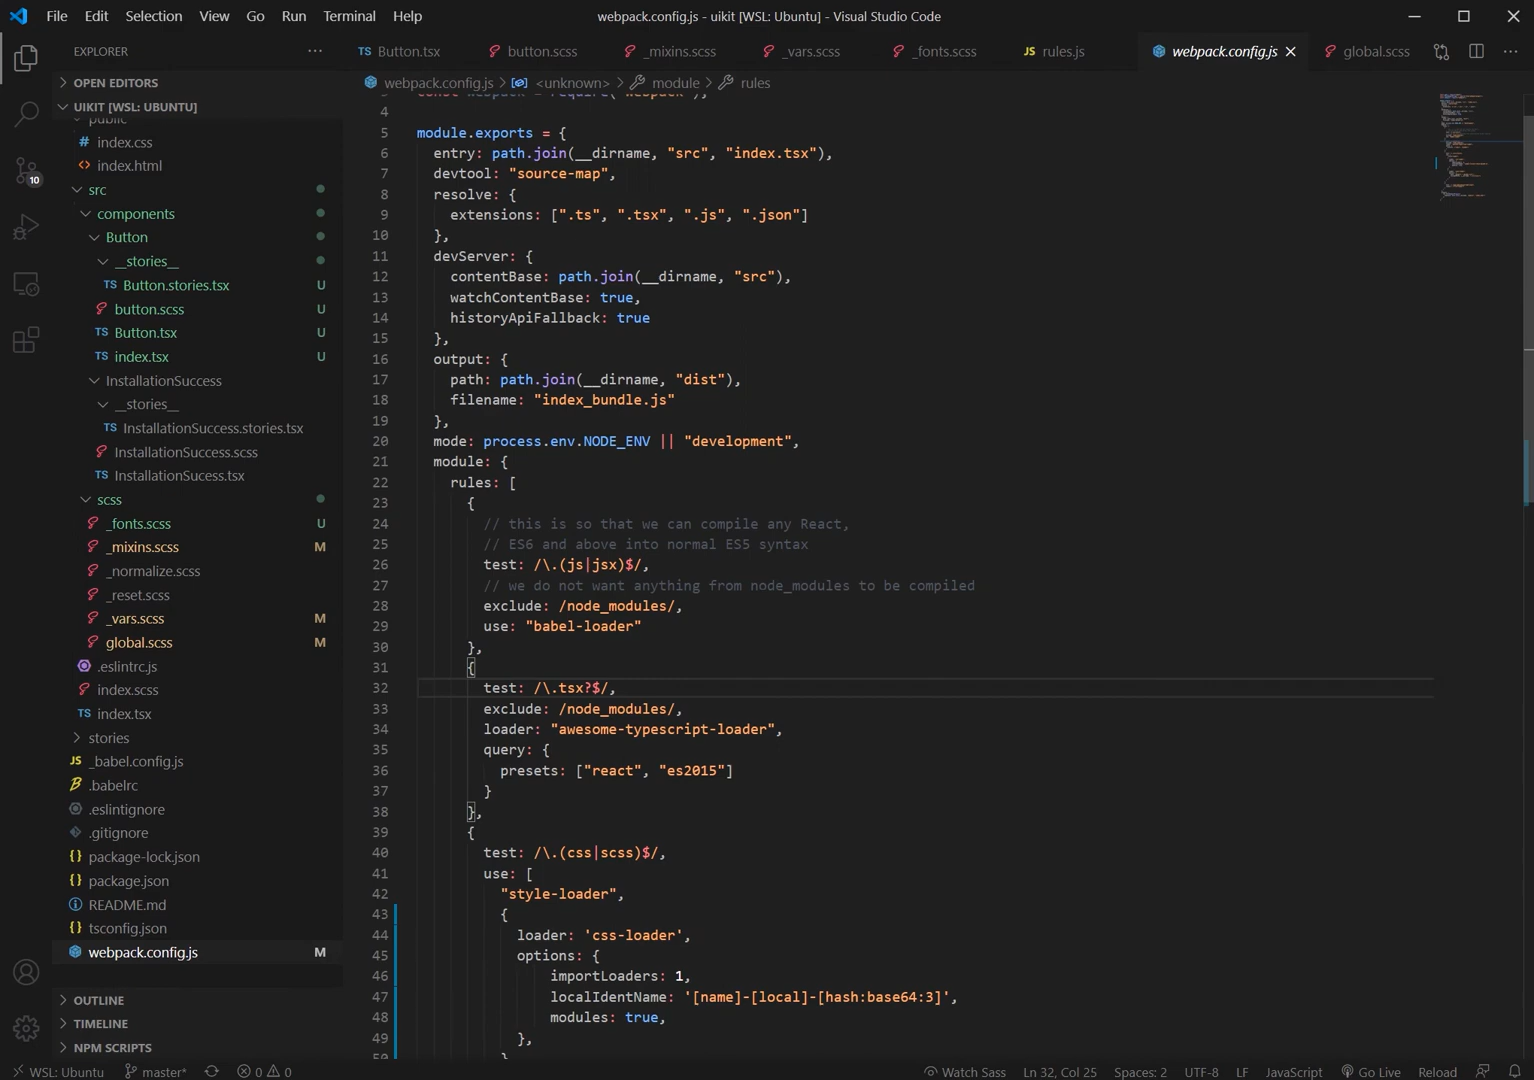 File Edit Selection View Go Run Terminal Help
webpack.config.js - uikit [WSL: Ubuntu] - Visual Studio Code
EXPLORER
TS Button.tsx button.scss _mixins.scss _vars.scss _fonts.scss JS rules.js webpack.config.js global.scss
OPEN EDITORS
UIKIT [WSL: UBUNTU]
public
# index.css
<> index.html
src
components
Button
__stories__
TS Button.stories.tsx U
button.scss U
TS Button.tsx U
TS index.tsx U
InstallationSuccess
__stories__
TS InstallationSuccess.stories.tsx
InstallationSuccess.scss
TS InstallationSucess.tsx
scss
_fonts.scss U
_mixins.scss M
_normalize.scss
_reset.scss
_vars.scss M
global.scss M
.eslintrc.js
index.scss
TS index.tsx
stories
JS _babel.config.js
.babelrc
.eslintignore
.gitignore
{} package-lock.json
{} package.json
README.md
{} tsconfig.json
webpack.config.js M
OUTLINE
TIMELINE
NPM SCRIPTS
10
webpack.config.js > <unknown> > module > rules
3 const webpack = require("webpack");
4
5 module.exports = {
6 entry: path.join(__dirname, "src", "index.tsx"),
7 devtool: "source-map",
8 resolve: {
9 extensions: [".ts", ".tsx", ".js", ".json"]
10 },
11 devServer: {
12 contentBase: path.join(__dirname, "src"),
13 watchContentBase: true,
14 historyApiFallback: true
15 },
16 output: {
17 path: path.join(__dirname, "dist"),
18 filename: "index_bundle.js"
19 },
20 mode: process.env.NODE_ENV || "development",
21 module: {
22 rules: [
23 {
24 // this is so that we can compile any React,
25 // ES6 and above into normal ES5 syntax
26 test: /\.(js|jsx)$/,
27 // we do not want anything from node_modules to be compiled
28 exclude: /node_modules/,
29 use: "babel-loader"
30 },
31 {
32 test: /\.tsx?$/,
33 exclude: /node_modules/,
34 loader: "awesome-typescript-loader",
35 query: {
36 presets: ["react", "es2015"]
37 }
38 },
39 {
40 test: /\.(css|scss)$/,
41 use: [
42 "style-loader",
43 {
44 loader: 'css-loader',
45 options: {
46 importLoaders: 1,
47 localIdentName: '[name]-[local]-[hash:base64:3]',
48 modules: true,
49 },
50 }
WSL: Ubuntu master* 0 0 Watch Sass Ln 32, Col 25 Spaces: 2 UTF-8 LF JavaScript Go Live Reload